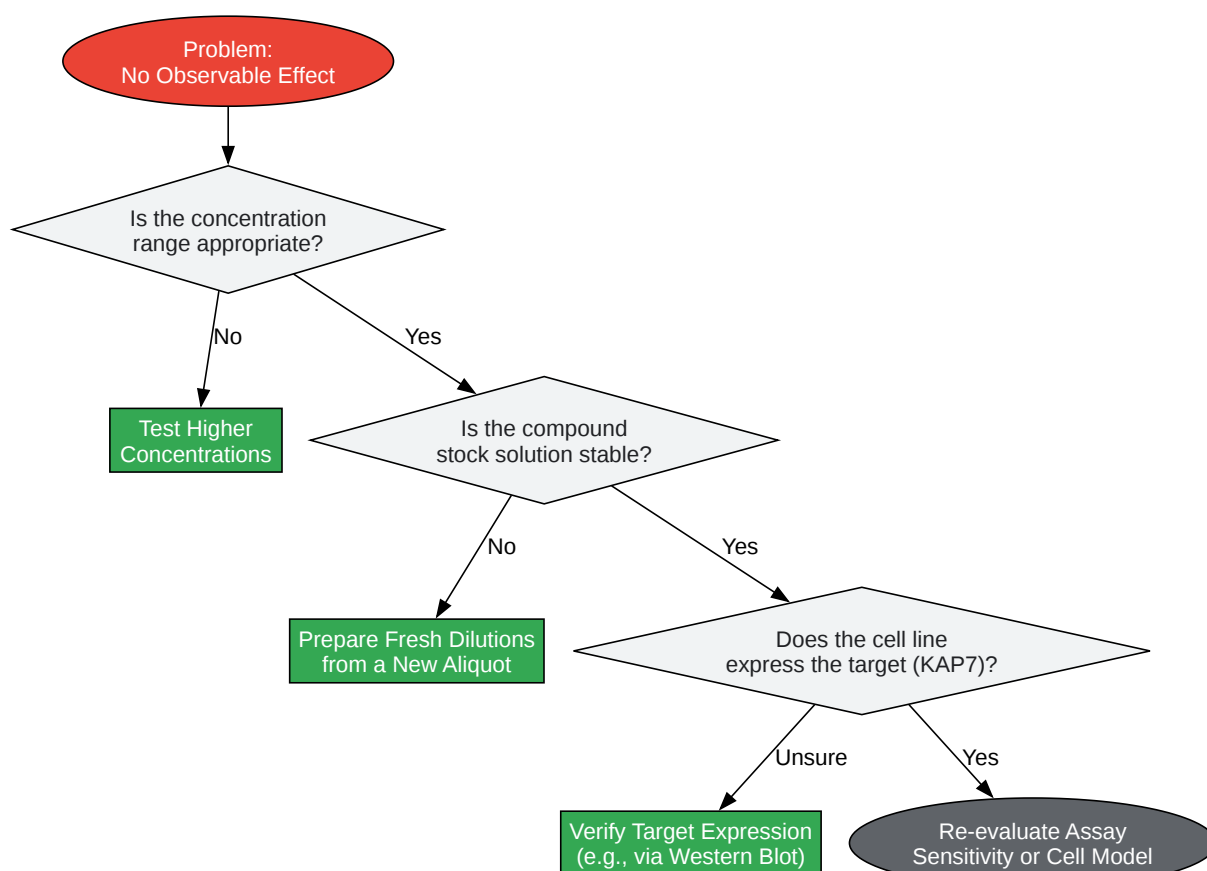 Problem:
No Observable Effect
Is the concentration
range appropriate?
No
Yes
Test Higher
Concentrations
Is the compound
stock solution stable?
No
Yes
Prepare Fresh Dilutions
from a New Aliquot
Does the cell line
express the target (KAP7)?
Unsure
Yes
Verify Target Expression
(e.g., via Western Blot)
Re-evaluate Assay
Sensitivity or Cell Model